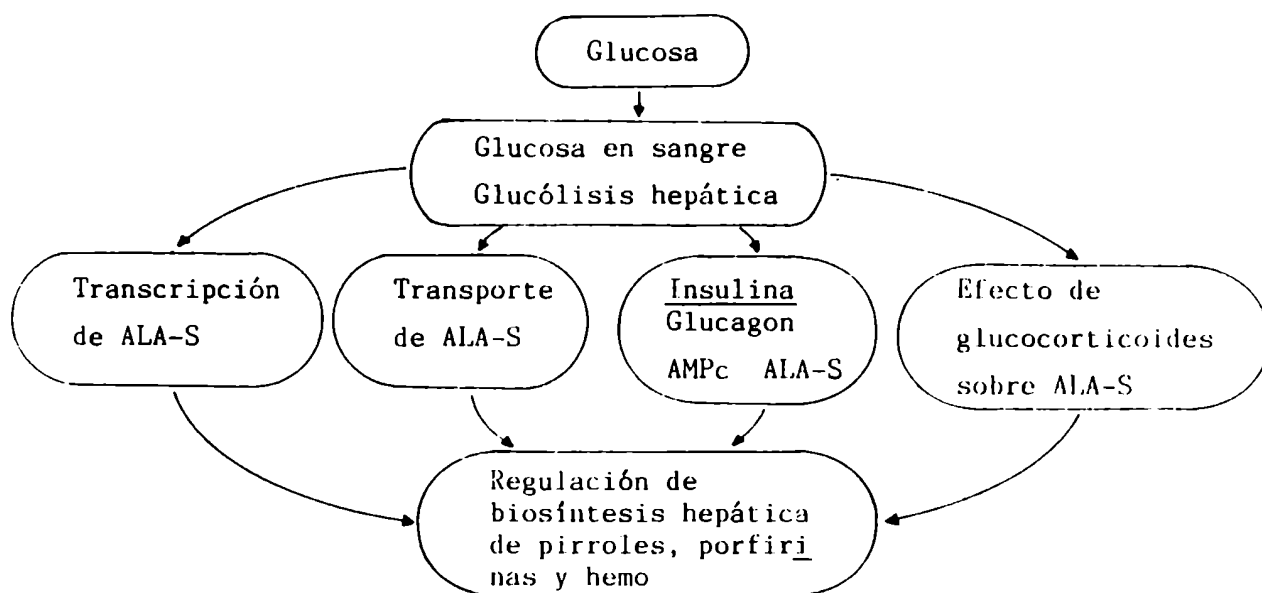 Glucosa
Glucosa en sangre
Glucólisis hepática
Transcripción
de ALA-S
Transporte
de ALA-S
Insulina
Glucagon
AMPc ALA-S
Efecto de
glucocorticoides
sobre ALA-S
Regulación de
biosíntesis hepática
de pirroles, porfiri
nas y hemo